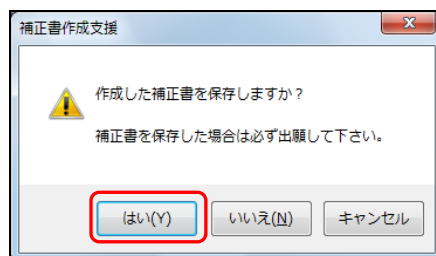 補正書作成支援
作成した補正書を保存しますか？
補正書を保存した場合は必ず出願して下さい。
はい(Y) いいえ(N) キャンセル